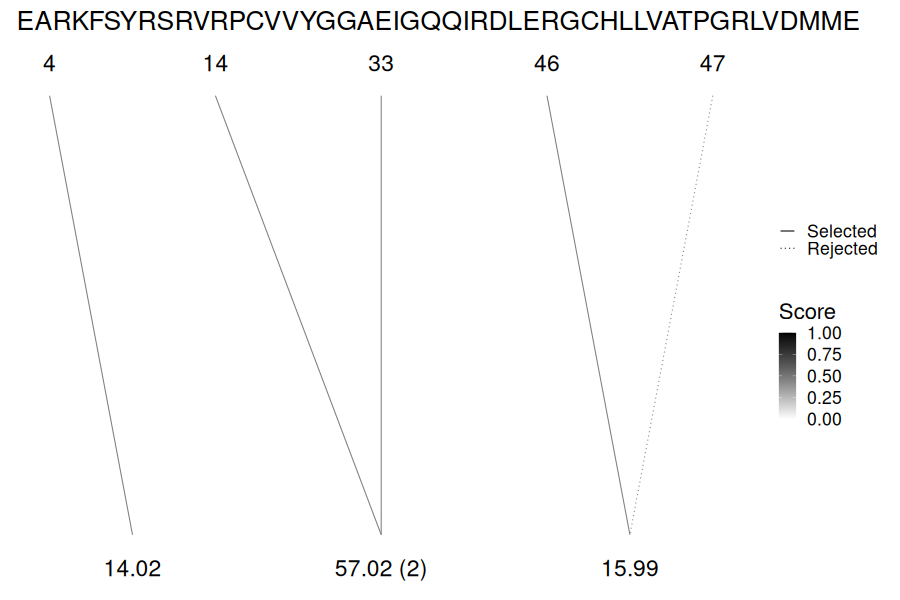 EARKFSYRSRVRPCVVYGGAEIGQQIRDLERGCHLLVATPGRLVDMME
4 14 33 46 47
Selected
Rejected
Score
1.00
0.75
0.50
0.25
0.00
14.02 57.02 (2) 15.99